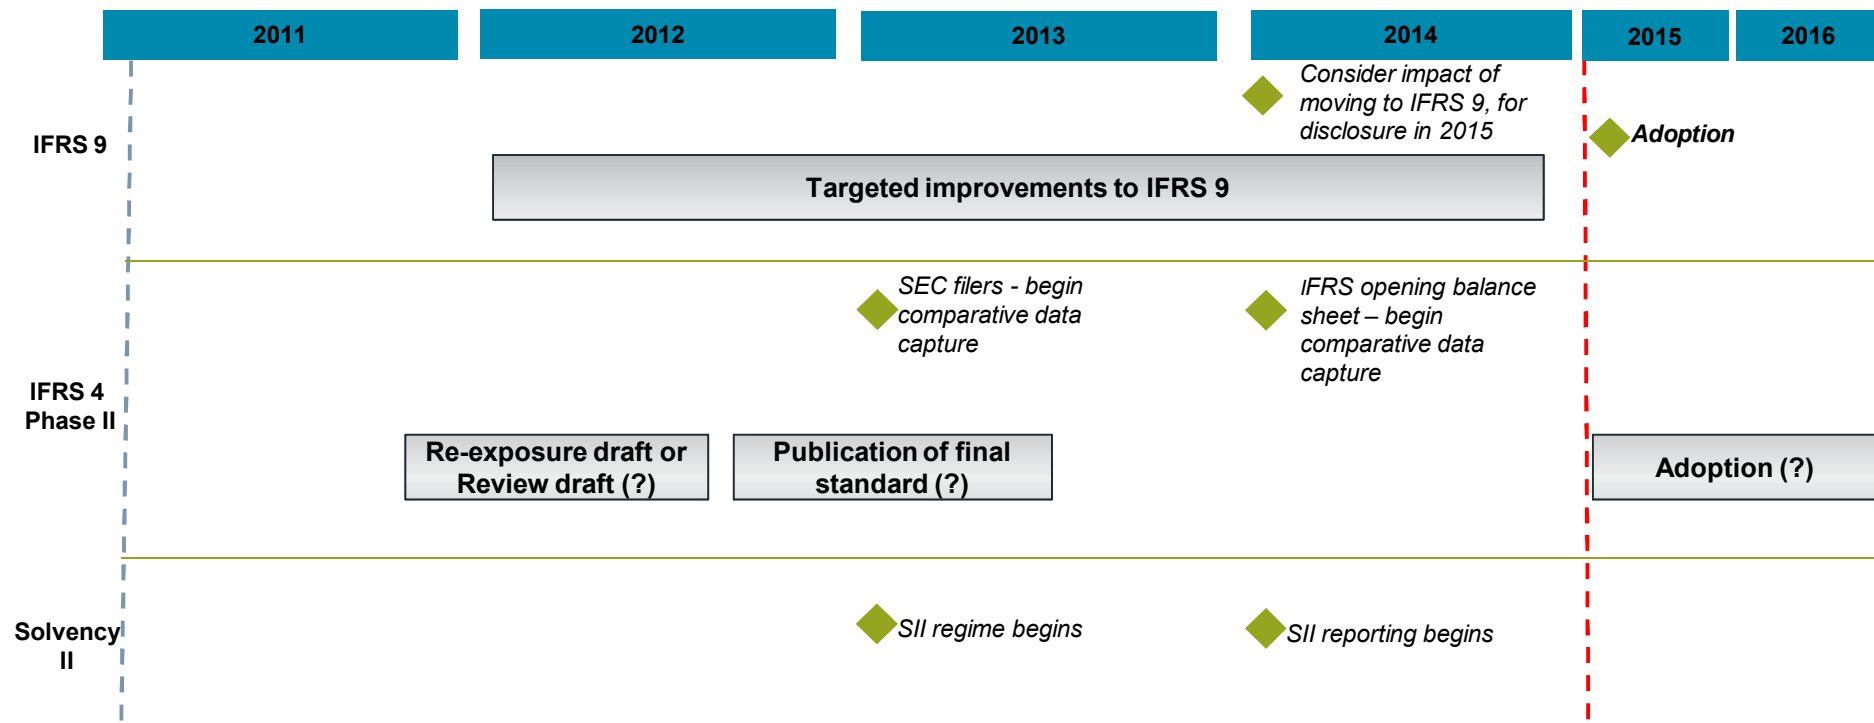 2011
2012
2013
2014
2015
2016
IFRS 9
Consider impact of
moving to IFRS 9, for
disclosure in 2015
Adoption
Targeted improvements to IFRS 9
IFRS 4
Phase II
SEC filers - begin
comparative data
capture
IFRS opening balance
sheet – begin
comparative data
capture
Re-exposure draft or
Review draft (?)
Publication of final
standard (?)
Adoption (?)
Solvency
II
SII regime begins
SII reporting begins